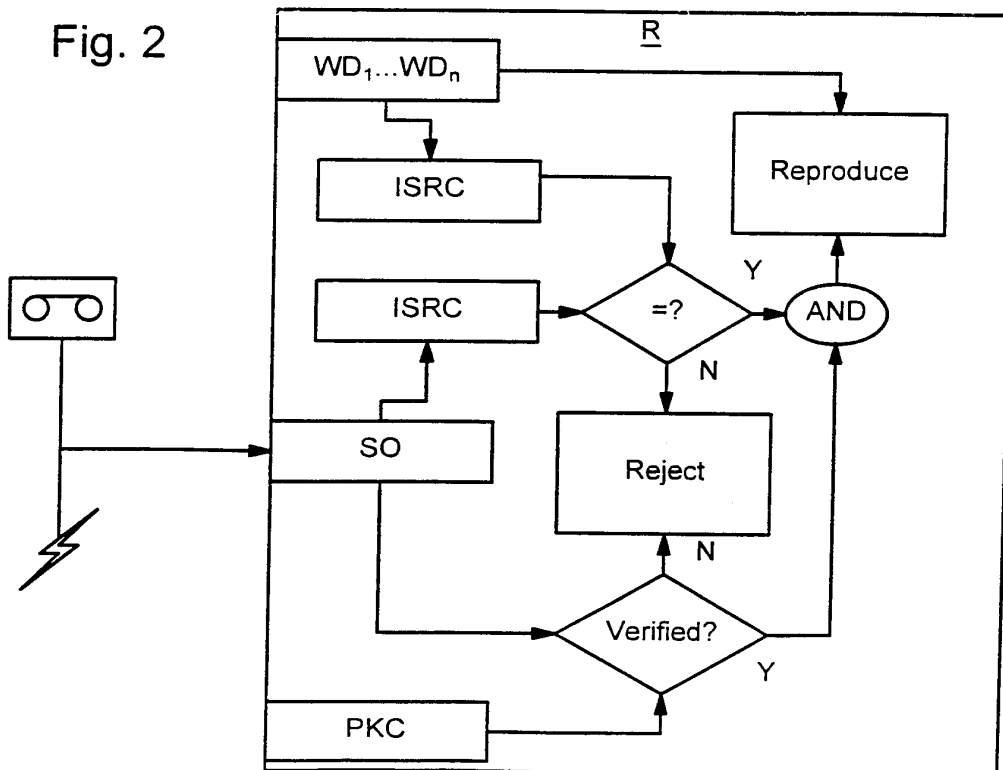 Fig. 2
R
WD₁...WDₙ
Reproduce
ISRC
ISRC
=?
Y
AND
N
SO
Reject
N
Verified?
Y
PKC